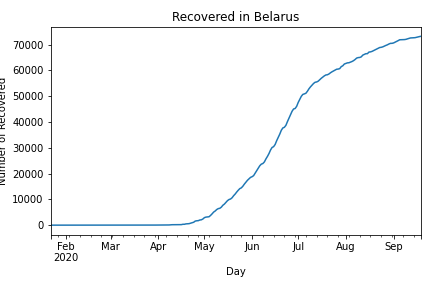 Recovered in Belarus
Number of Recovered
70000
60000
50000
40000
30000
20000
10000
0
Feb Mar Apr May Jun Jul Aug Sep
2020
Day